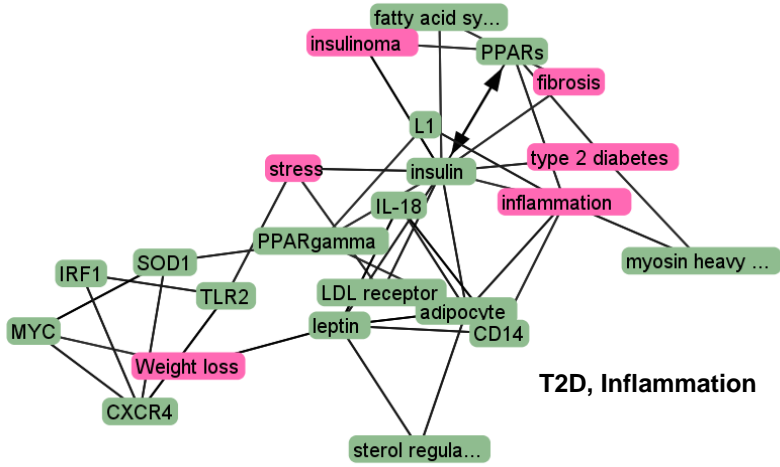 fatty acid sy...
insulinoma
PPARs
fibrosis
L1
type 2 diabetes
stress
insulin
inflammation
IL-18
PPARgamma
SOD1
myosin heavy ...
IRF1
TLR2
LDL receptor
adipocyte
leptin
CD14
MYC
Weight loss
T2D, Inflammation
CXCR4
sterol regula...